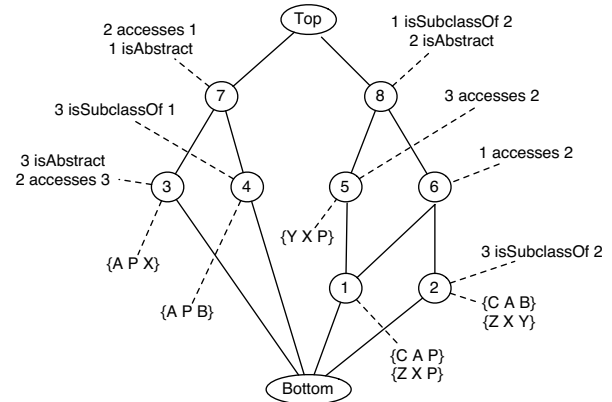 Top
2 accesses 1
1 isAbstract
1 isSubclassOf 2
2 isAbstract
7
8
3 isSubclassOf 1
3 accesses 2
3 isAbstract
2 accesses 3
1 accesses 2
3
4
5
6
{Y X P}
{A P X}
3 isSubclassOf 2
{A P B}
1
2
{C A B}
{Z X Y}
{C A P}
{Z X P}
Bottom